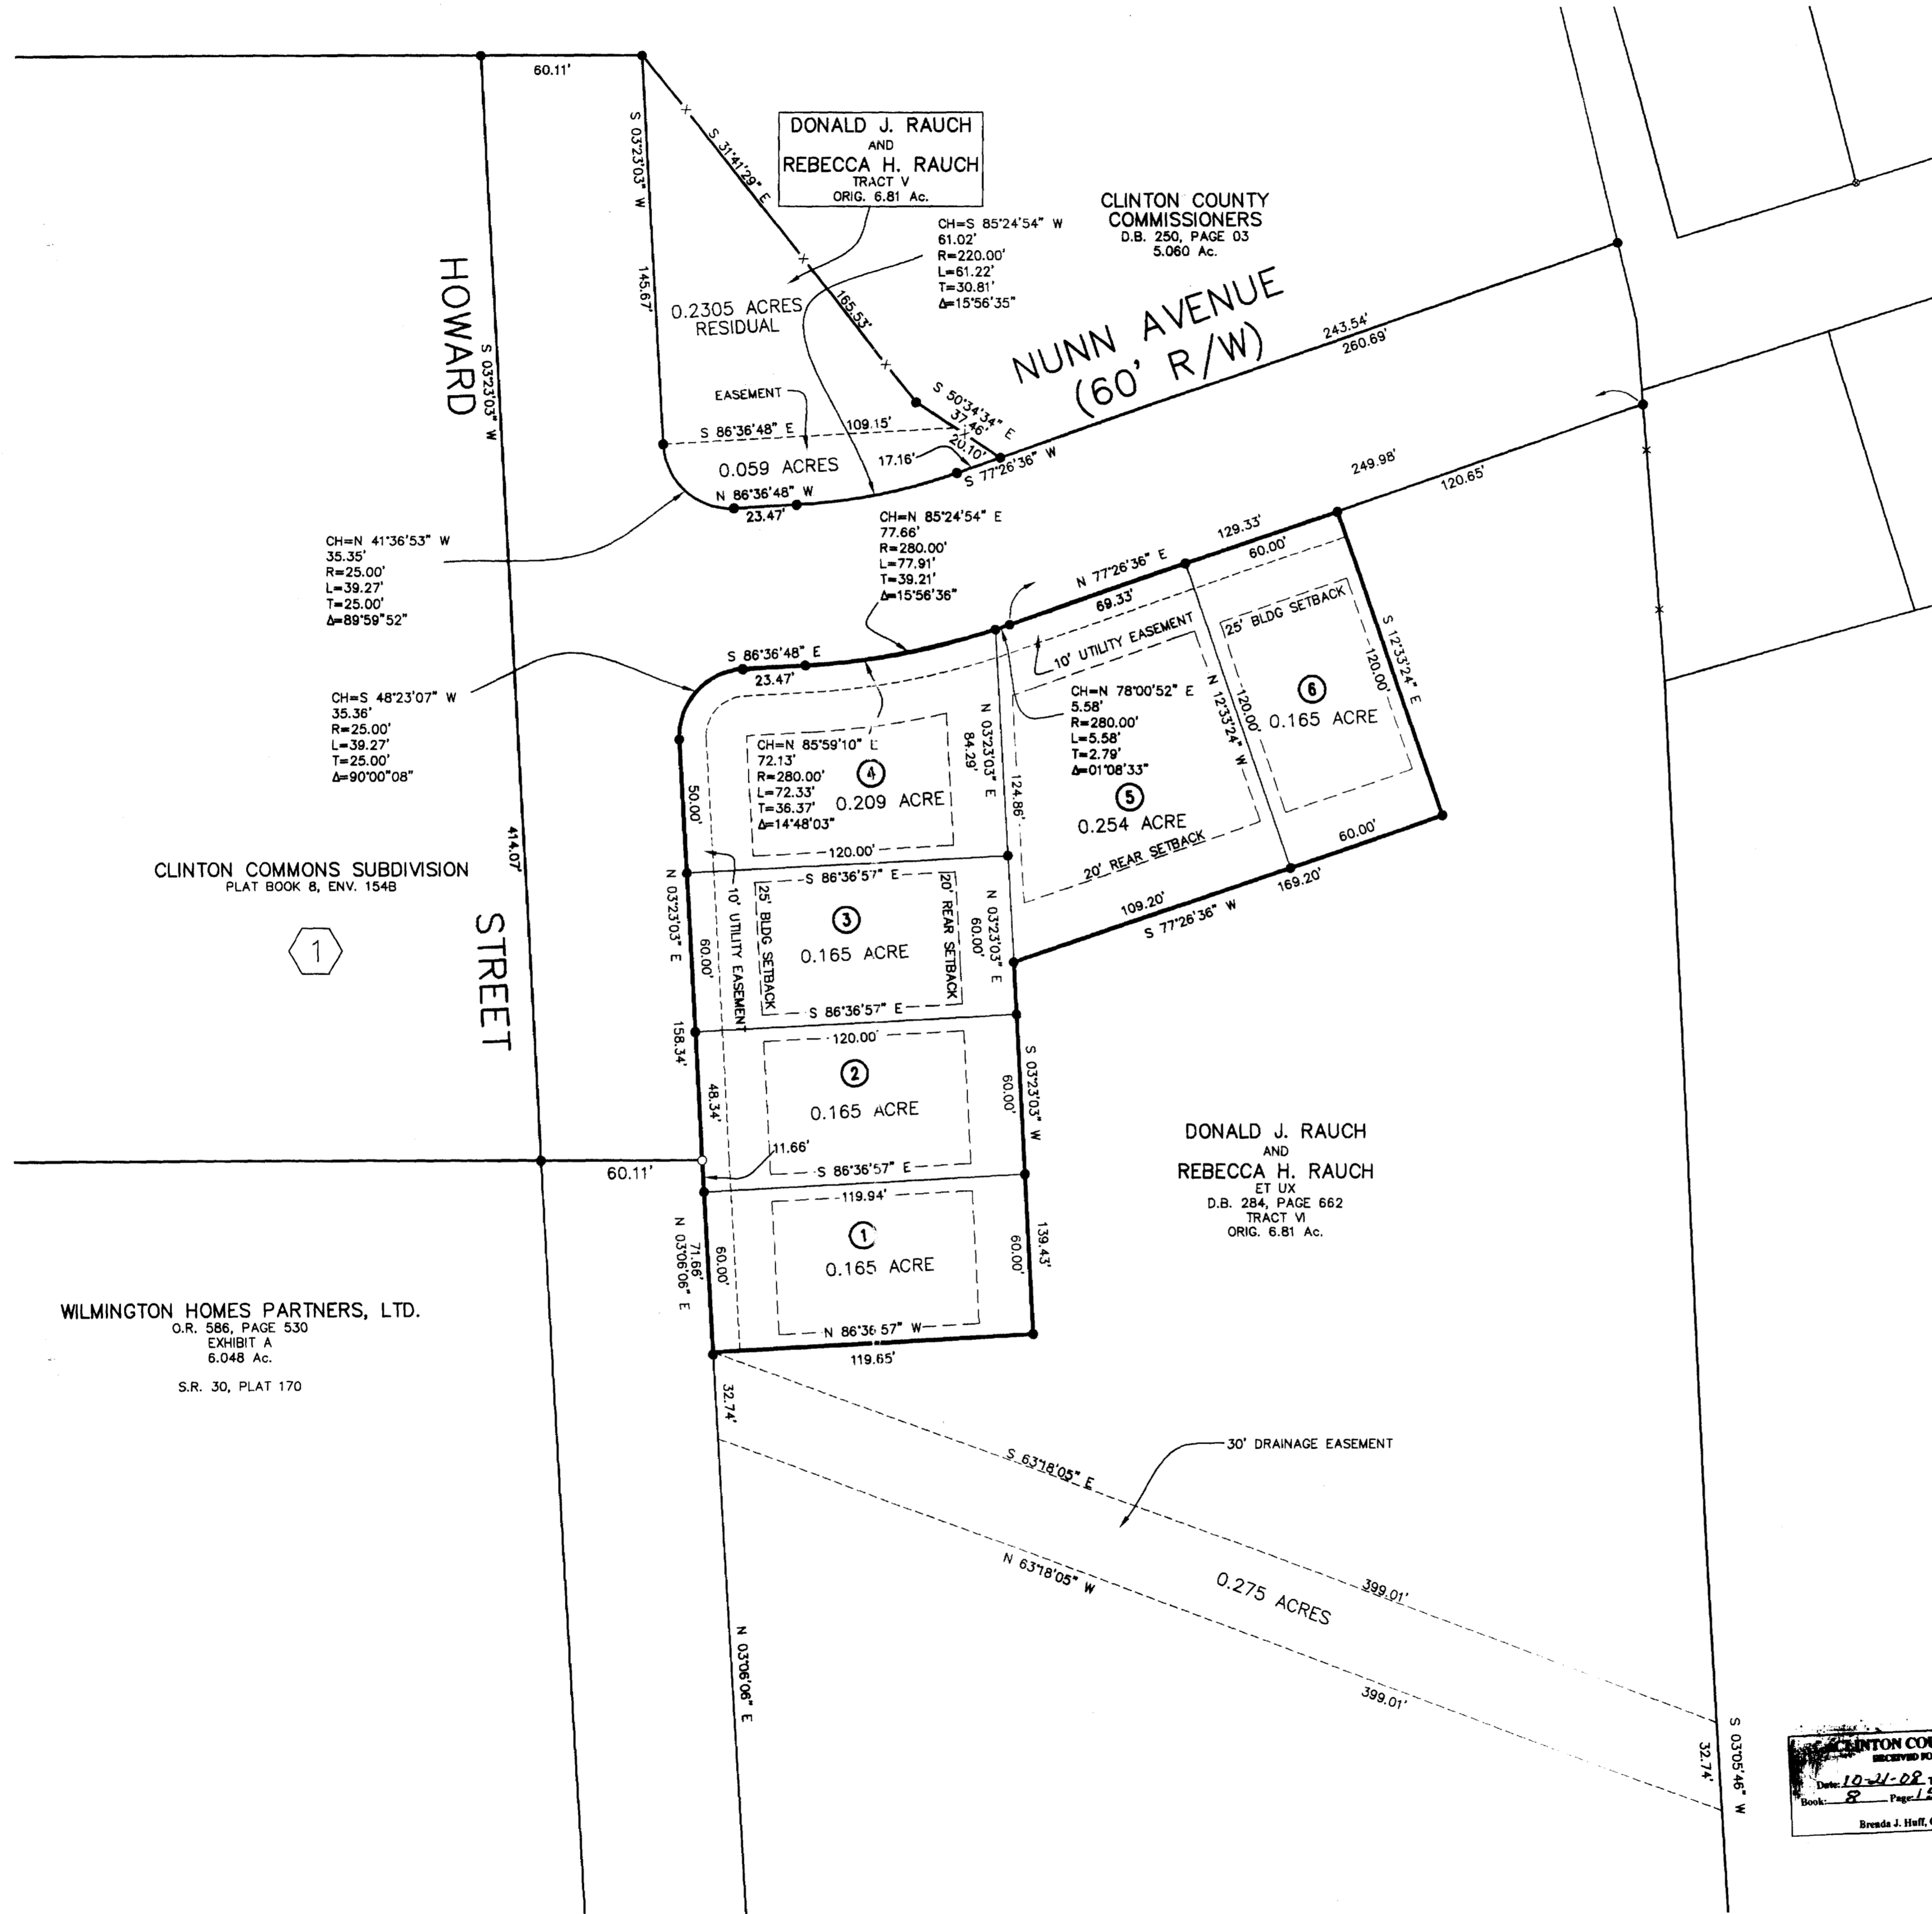 60.11'
S 03°23'03" W
145.67'
S 31°41'29" E
165.53'
DONALD J. RAUCH
AND
REBECCA H. RAUCH
TRACT V
ORIG. 6.81 Ac.
CLINTON COUNTY
COMMISSIONERS
D.B. 250, PAGE 03
5.060 Ac.
CH=S 85°24'54" W
61.02'
R=220.00'
L=61.22'
T=30.81'
Δ=15°56'35"
0.2305 ACRES
RESIDUAL
HOWARD
S 03°23'03" W
NUNN AVENUE
(60' R/W)
243.54'
260.69'
EASEMENT
S 86°36'48" E
109.15'
S 50°34'34" E
37.46'
20.10'
17.16'
S 77°26'36" W
0.059 ACRES
N 86°36'48" W
23.47'
249.98'
120.65'
CH=N 41°36'53" W
35.35'
R=25.00'
L=39.27'
T=25.00'
Δ=89°59"52"
CH=N 85°24'54" E
77.66'
R=280.00'
L=77.91'
T=39.21'
Δ=15°56'36"
129.33'
60.00'
N 77°26'36" E
69.33'
10' UTILITY EASEMENT
25' BLDG SETBACK
S 12°33'24" E
120.00'
S 86°36'48" E
23.47'
CH=S 48°23'07" W
35.36'
R=25.00'
L=39.27'
T=25.00'
Δ=90°00"08"
CH=N 78°00'52" E
5.58'
R=280.00'
L=5.58'
T=2.79'
Δ=01°08'33"
N 12°33'24" W
120.00'
6
0.165 ACRE
N 03°23'03" E
84.29'
124.86'
CH=N 85°59'10" E
72.13'
R=280.00'
L=72.33'
T=36.37'
Δ=14°48'03"
4
0.209 ACRE
5
0.254 ACRE
20' REAR SETBACK
60.00'
169.20'
109.20'
S 77°26'36" W
50.00'
120.00'
S 86°36'57" E
414.07'
CLINTON COMMONS SUBDIVISION
PLAT BOOK 8, ENV. 154B
1
STREET
N 03°23'03" E
60.00'
10' UTILITY EASEMENT
25' BLDG SETBACK
3
0.165 ACRE
20' REAR SETBACK
N 03°23'03" E
60.00'
S 86°36'57" E
120.00'
158.34'
48.34'
2
0.165 ACRE
S 03°23'03" W
60.00'
11.66'
60.11'
S 86°36'57" E
119.94'
1
0.165 ACRE
N 03°06'06" E
71.66'
60.00'
60.00'
139.43'
N 86°36'57" W
119.65'
DONALD J. RAUCH
AND
REBECCA H. RAUCH
ET UX
D.B. 284, PAGE 662
TRACT VI
ORIG. 6.81 Ac.
WILMINGTON HOMES PARTNERS, LTD.
O.R. 586, PAGE 530
EXHIBIT A
6.048 Ac.
S.R. 30, PLAT 170
32.74'
30' DRAINAGE EASEMENT
S 63°18'05" E
N 63°18'05" W
0.275 ACRES
399.01'
399.01'
N 03°06'06" E
S 03°05'46" W
32.74'
CLINTON COU
RECEIVED FO
Date: 10-21-08
Book: 8 Page:
Brenda J. Huff,